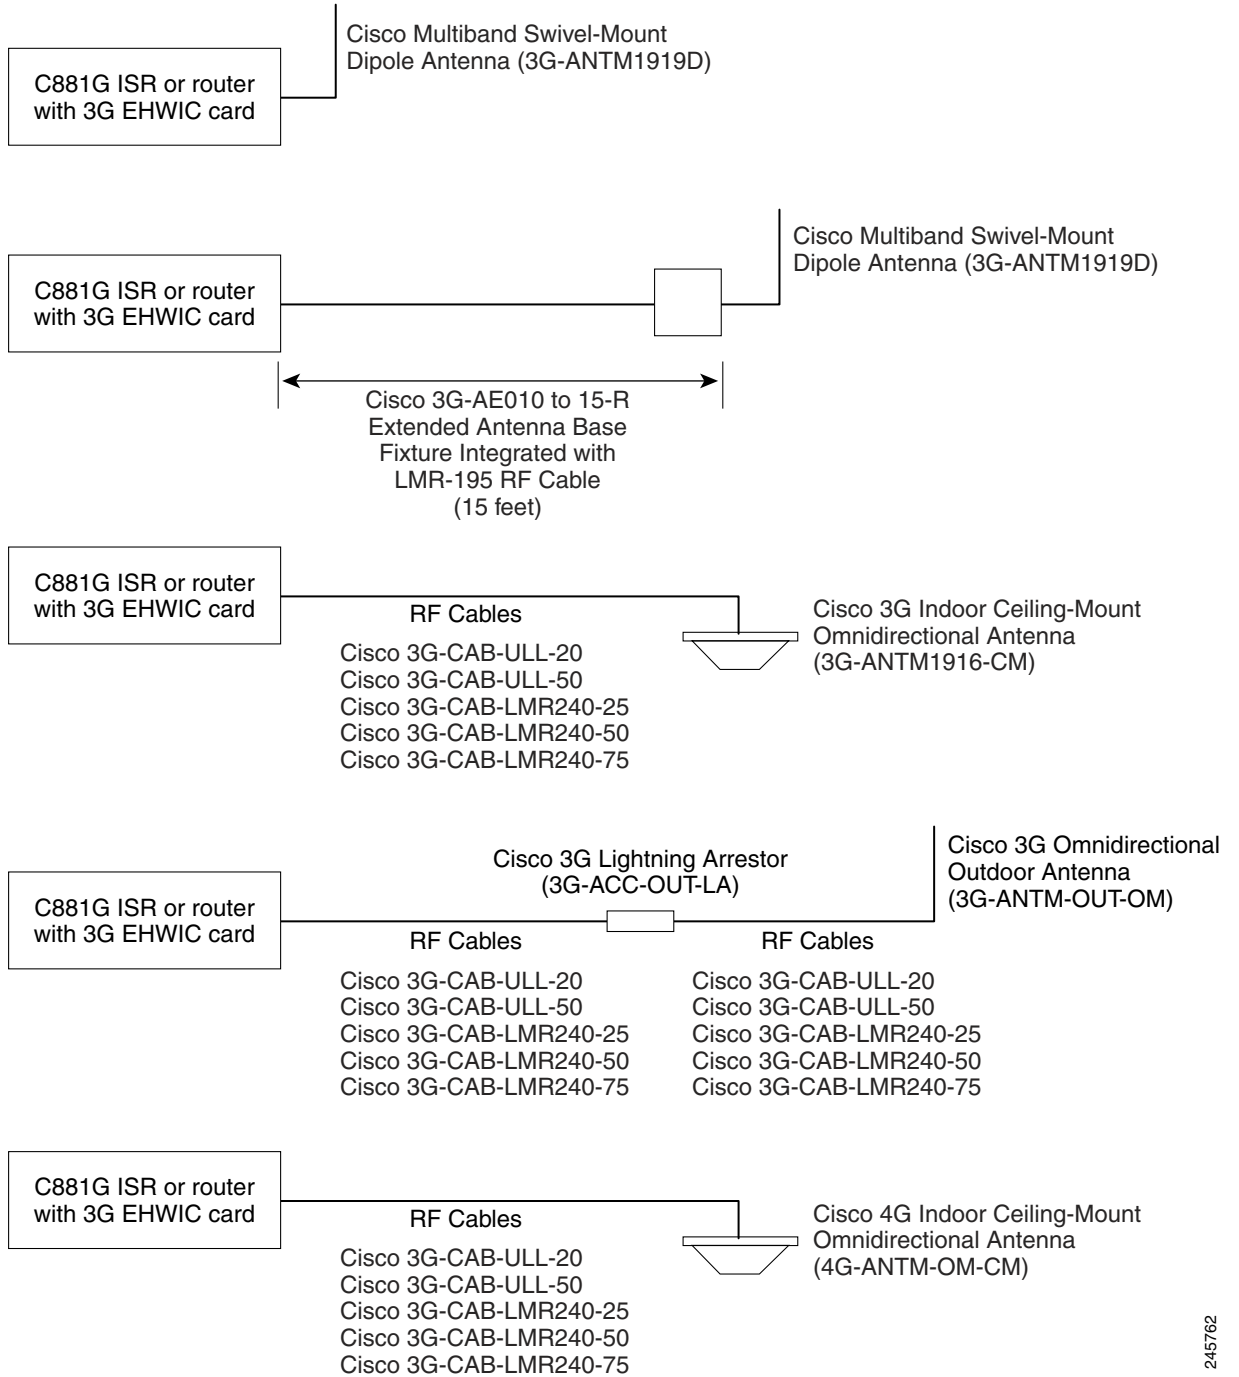 Cisco Multiband Swivel-Mount
Dipole Antenna (3G-ANTM1919D)
C881G ISR or router
with 3G EHWIC card
Cisco Multiband Swivel-Mount
Dipole Antenna (3G-ANTM1919D)
C881G ISR or router
with 3G EHWIC card
Cisco 3G-AE010 to 15-R
Extended Antenna Base
Fixture Integrated with
LMR-195 RF Cable
(15 feet)
C881G ISR or router
with 3G EHWIC card
RF Cables
Cisco 3G-CAB-ULL-20
Cisco 3G-CAB-ULL-50
Cisco 3G-CAB-LMR240-25
Cisco 3G-CAB-LMR240-50
Cisco 3G-CAB-LMR240-75
Cisco 3G Indoor Ceiling-Mount
Omnidirectional Antenna
(3G-ANTM1916-CM)
Cisco 3G Lightning Arrestor
(3G-ACC-OUT-LA)
Cisco 3G Omnidirectional
Outdoor Antenna
(3G-ANTM-OUT-OM)
C881G ISR or router
with 3G EHWIC card
RF Cables
Cisco 3G-CAB-ULL-20
Cisco 3G-CAB-ULL-50
Cisco 3G-CAB-LMR240-25
Cisco 3G-CAB-LMR240-50
Cisco 3G-CAB-LMR240-75
RF Cables
Cisco 3G-CAB-ULL-20
Cisco 3G-CAB-ULL-50
Cisco 3G-CAB-LMR240-25
Cisco 3G-CAB-LMR240-50
Cisco 3G-CAB-LMR240-75
C881G ISR or router
with 3G EHWIC card
RF Cables
Cisco 3G-CAB-ULL-20
Cisco 3G-CAB-ULL-50
Cisco 3G-CAB-LMR240-25
Cisco 3G-CAB-LMR240-50
Cisco 3G-CAB-LMR240-75
Cisco 4G Indoor Ceiling-Mount
Omnidirectional Antenna
(4G-ANTM-OM-CM)
245762